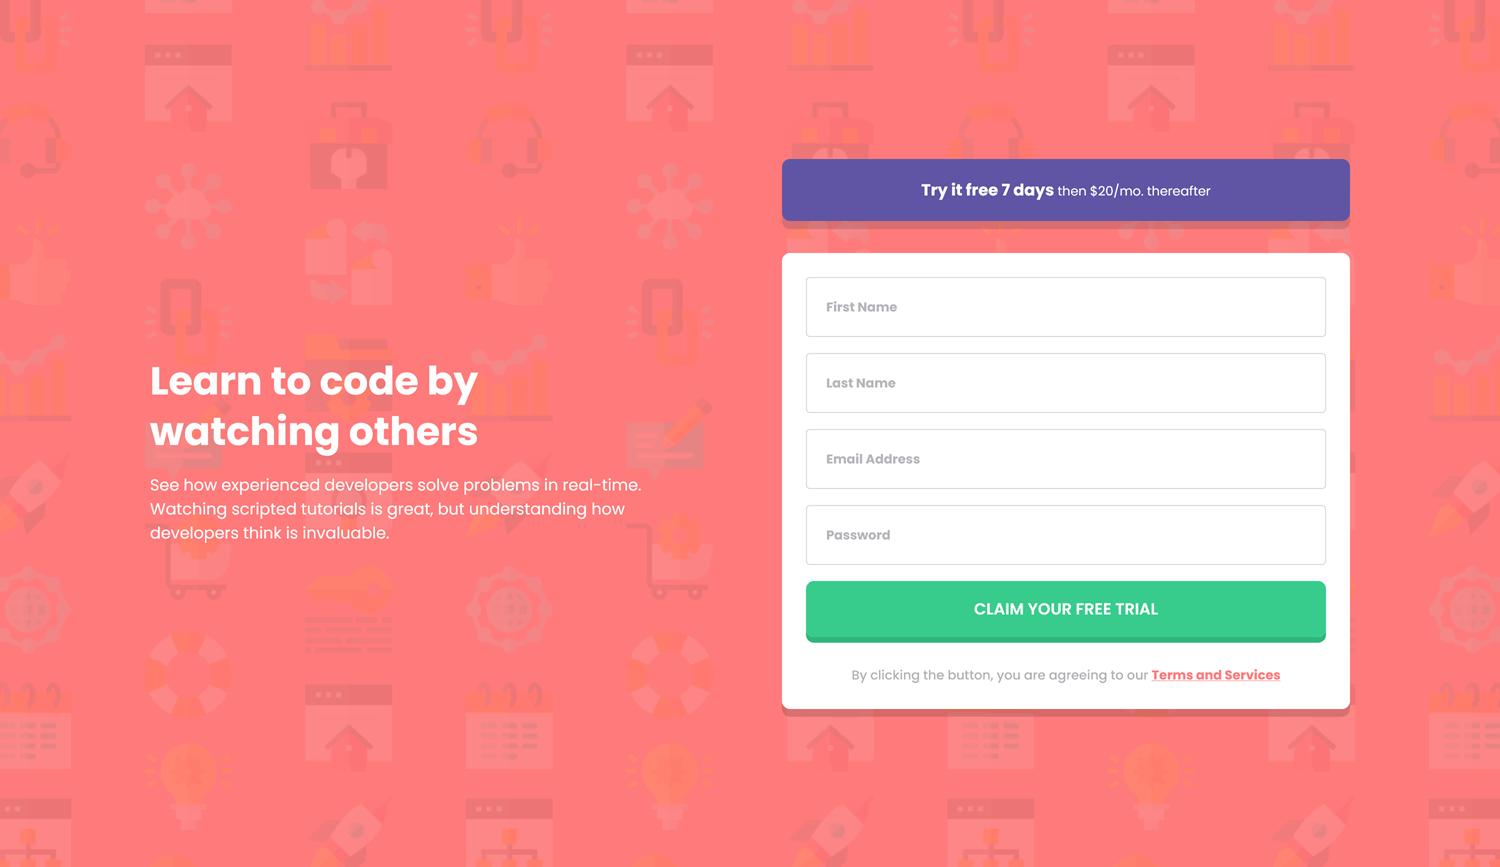 Learn to code by
watching others
See how experienced developers solve problems in real-time.
Watching scripted tutorials is great, but understanding how
developers think is invaluable.
Try it free 7 days then $20/mo. thereafter
First Name
Last Name
Email Address
Password
CLAIM YOUR FREE TRIAL
By clicking the button, you are agreeing to our Terms and Services